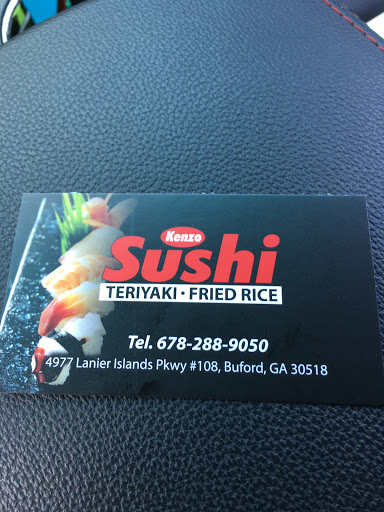 Kenzo
Sushi
TERIYAKI • FRIED RICE
Tel. 678-288-9050
4977 Lanier Islands Pkwy #108, Buford, GA 30518